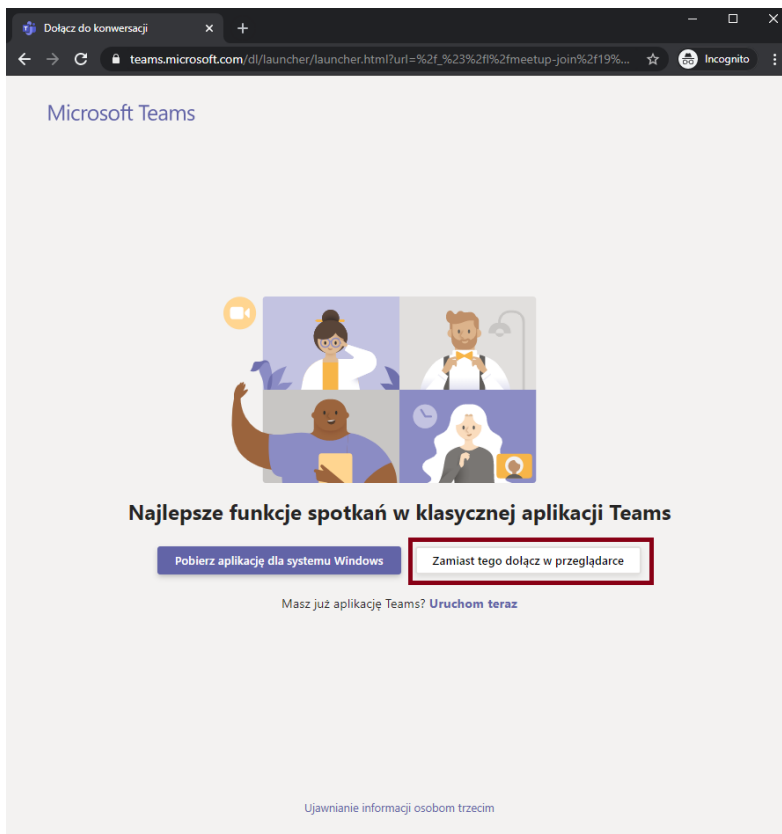 Dołącz do konwersacji
teams.microsoft.com/dl/launcher/launcher.html?url=%2f_%23%2fl%2fmeetup-join%2f19%...
Incognito
Microsoft Teams
Najlepsze funkcje spotkań w klasycznej aplikacji Teams
Pobierz aplikację dla systemu Windows
Zamiast tego dołącz w przeglądarce
Masz już aplikację Teams? Uruchom teraz
Ujawnianie informacji osobom trzecim